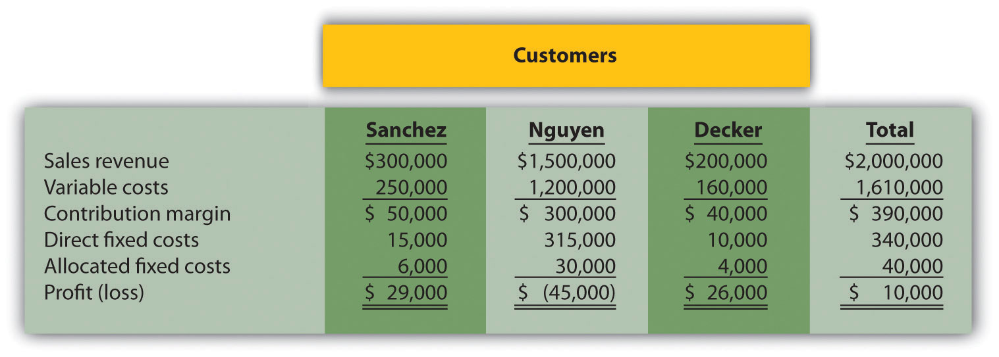 Customers
Sanchez Nguyen Decker Total
Sales revenue $300,000 $1,500,000 $200,000 $2,000,000
Variable costs 250,000 1,200,000 160,000 1,610,000
Contribution margin $ 50,000 $ 300,000 $ 40,000 $ 390,000
Direct fixed costs 15,000 315,000 10,000 340,000
Allocated fixed costs 6,000 30,000 4,000 40,000
Profit (loss) $ 29,000 $ (45,000) $ 26,000 $ 10,000